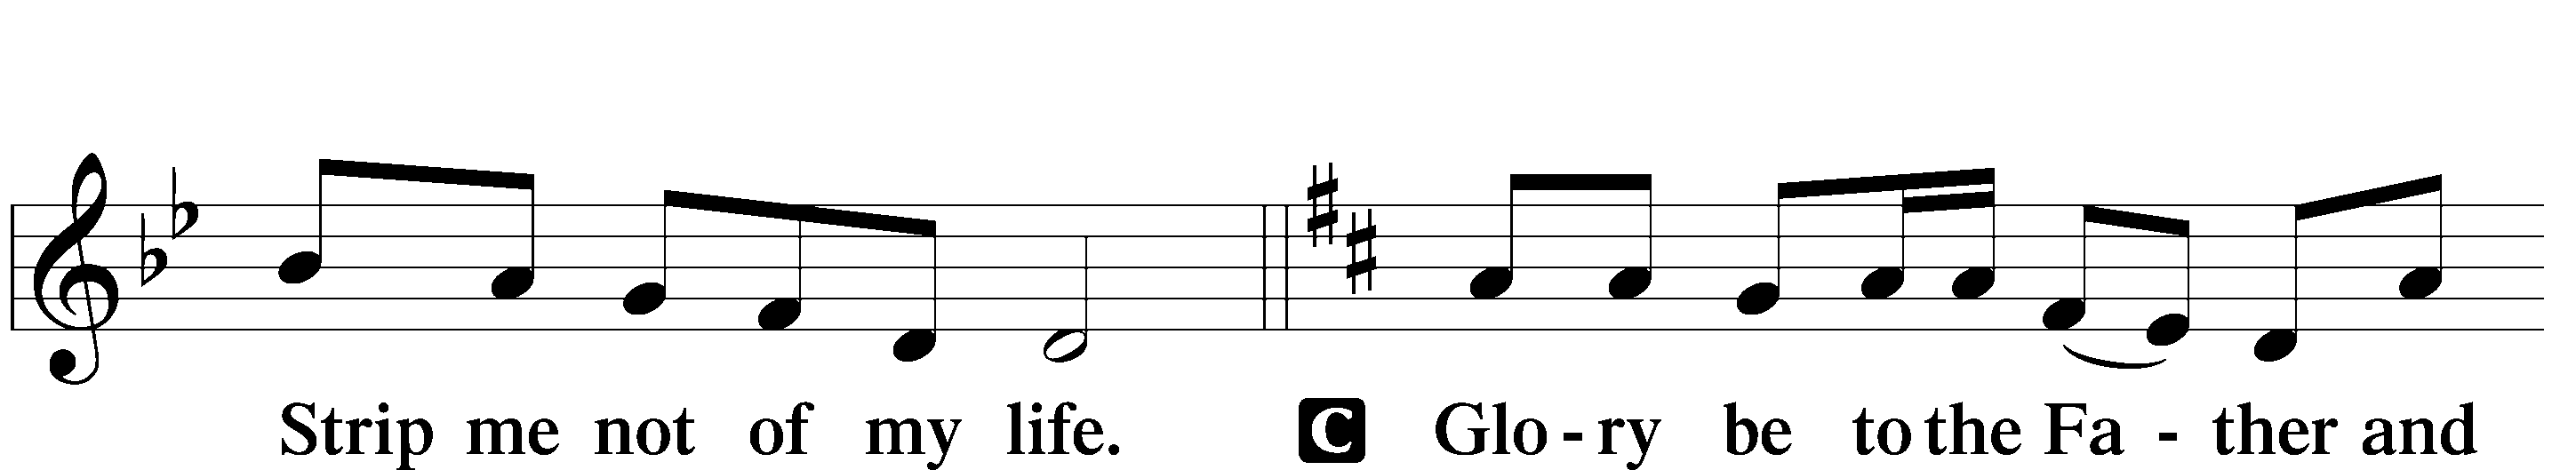 Strip me not of my life. C Glo - ry be to the Fa - ther and